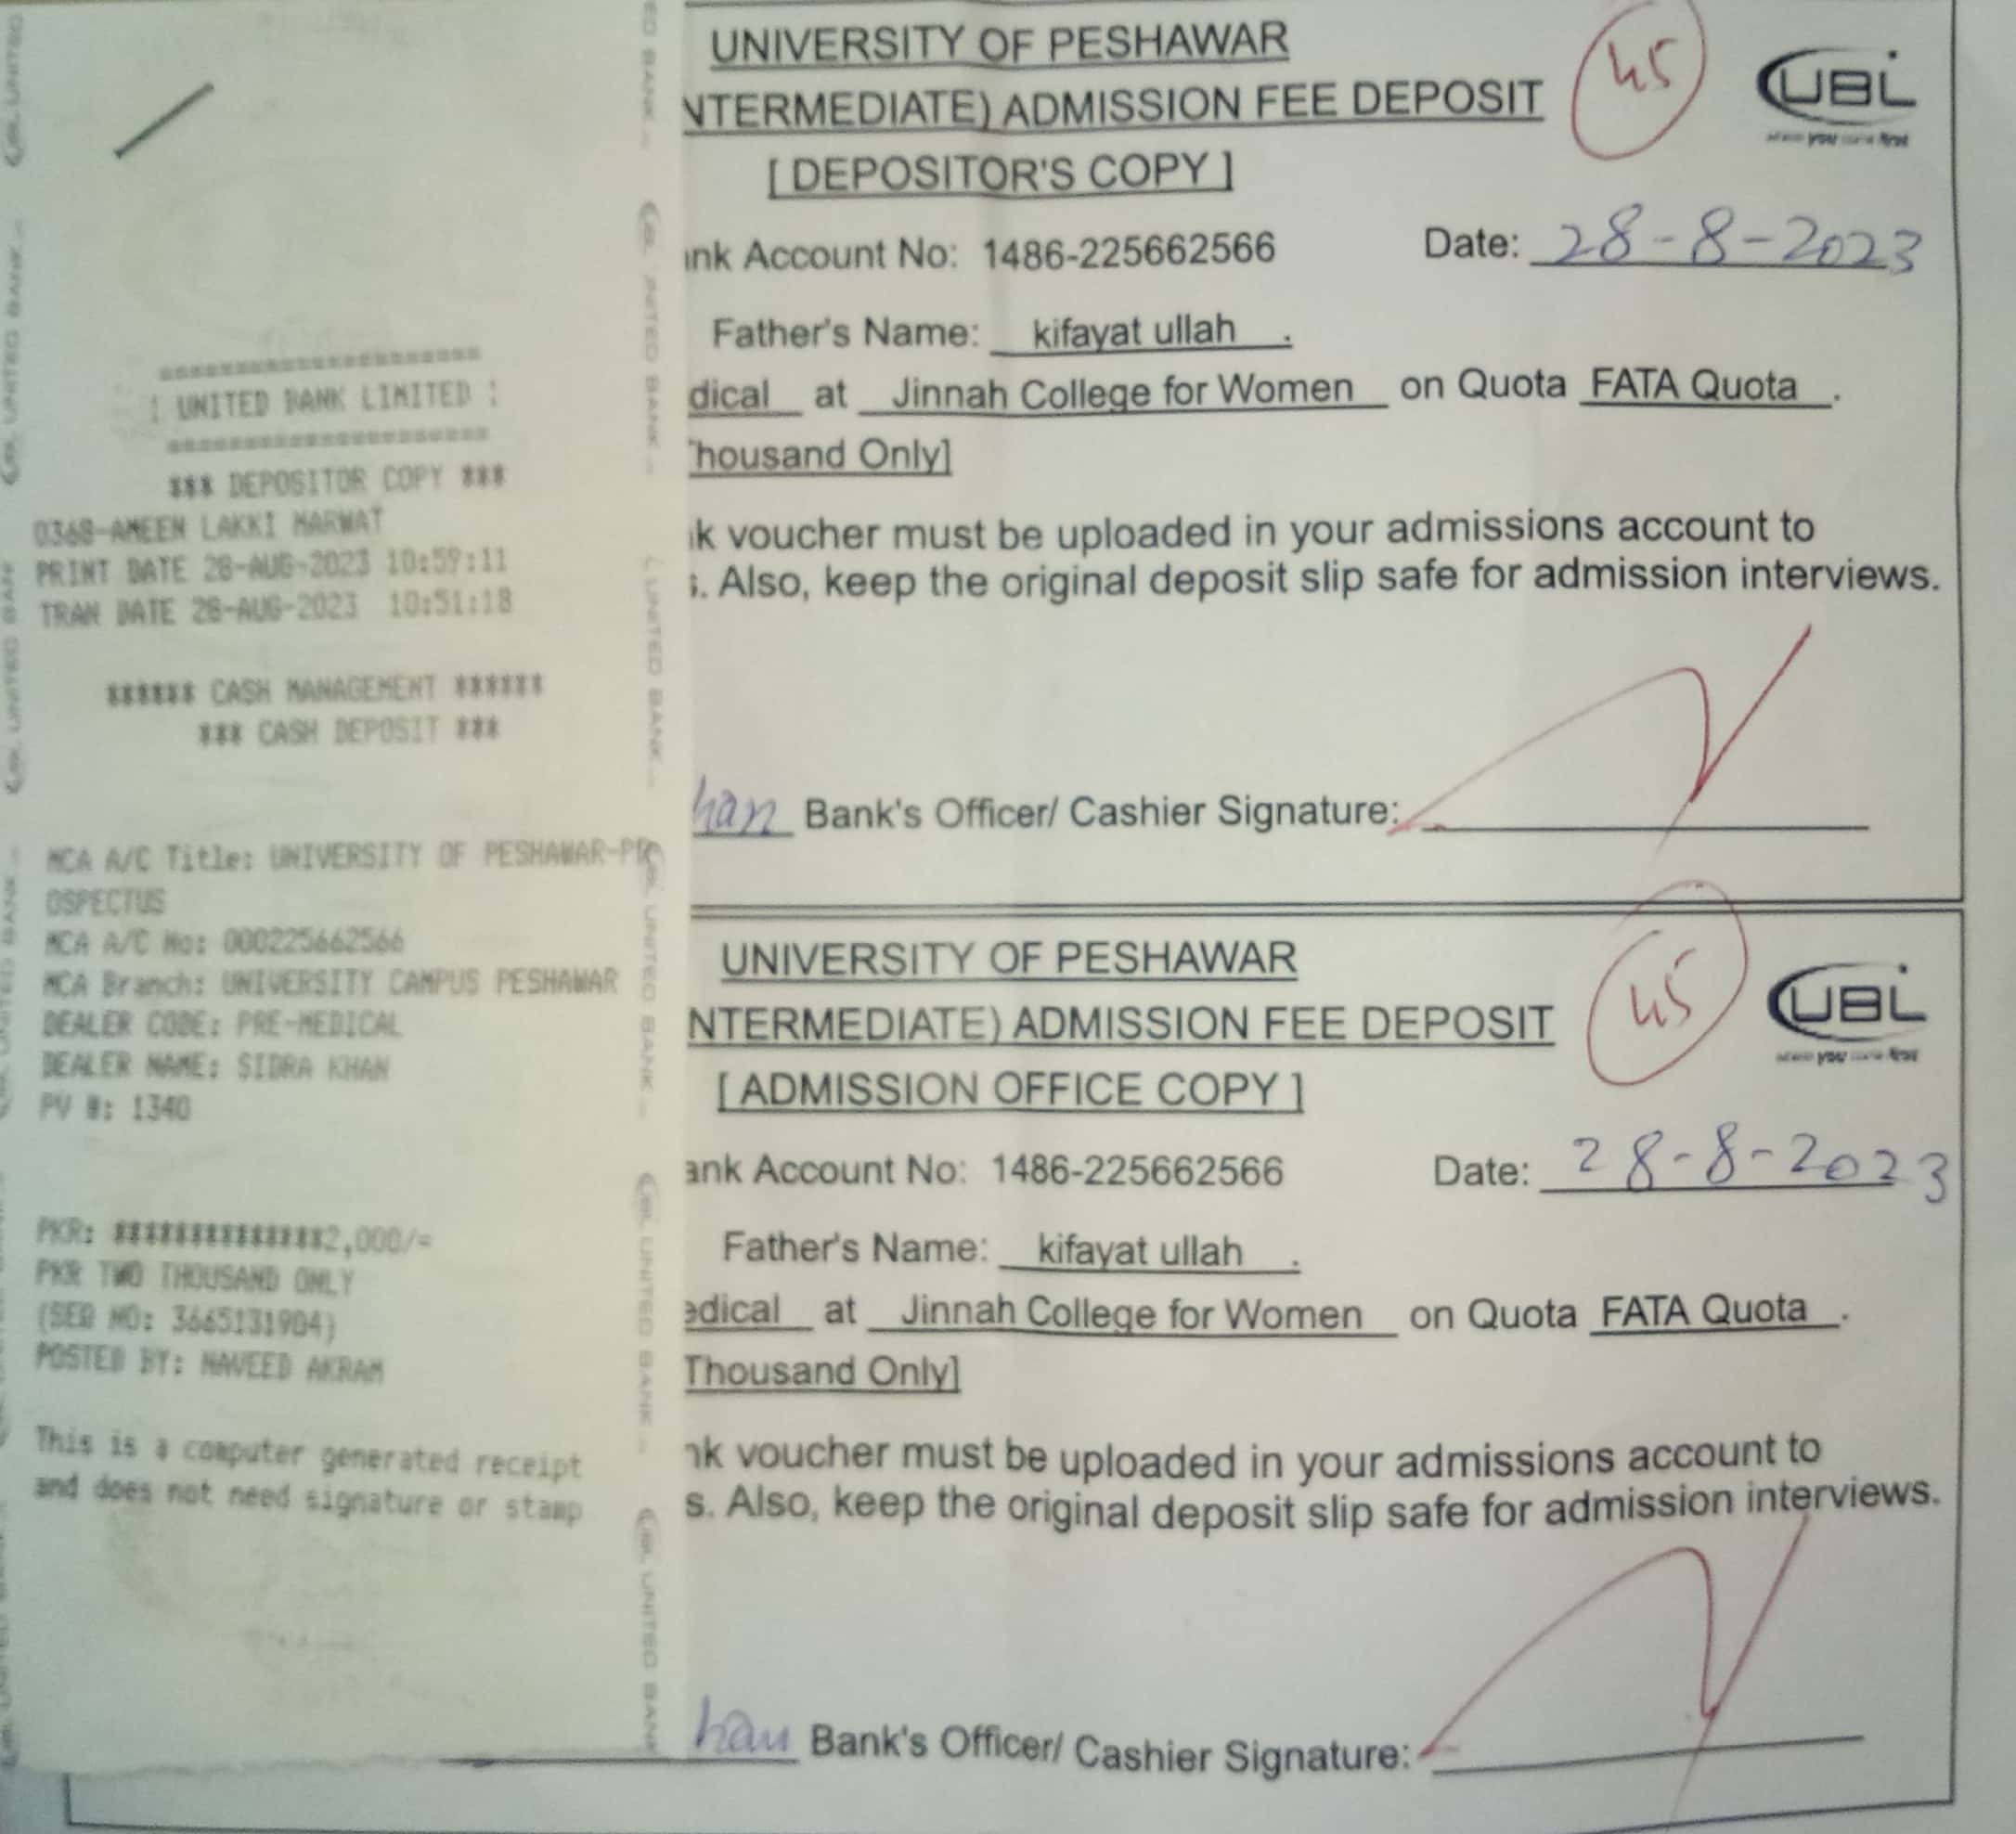 ==========================
! UNITED BANK LIMITED !
==========================
*** DEPOSITOR COPY ***
0368-AMEEN LAKKI MARWAT
PRINT DATE 28-AUG-2023 10:59:11
TRAN DATE 28-AUG-2023 10:51:18
****** CASH MANAGEMENT ******
*** CASH DEPOSIT ***
MCA A/C Title: UNIVERSITY OF PESHAWAR-PR
OSPECTUS
MCA A/C No: 000225662566
MCA Branch: UNIVERSITY CAMPUS PESHAWAR
DEALER CODE: PRE-MEDICAL
DEALER NAME: SIDRA KHAN
PV #: 1340
PKR: **************2,000/=
PKR TWO THOUSAND ONLY
(SEQ NO: 3665131904)
POSTED BY: NAVEED AKRAM
This is a computer generated receipt
and does not need signature or stamp
UNIVERSITY OF PESHAWAR
NTERMEDIATE) ADMISSION FEE DEPOSIT
[ DEPOSITOR'S COPY ]
45
UBL
where you come first
ank Account No: 1486-225662566 Date: 28-8-2023
Father's Name: kifayat ullah .
dical at Jinnah College for Women on Quota FATA Quota .
Thousand Only]
k voucher must be uploaded in your admissions account to
s. Also, keep the original deposit slip safe for admission interviews.
han Bank's Officer/ Cashier Signature:
UNIVERSITY OF PESHAWAR
NTERMEDIATE) ADMISSION FEE DEPOSIT
[ ADMISSION OFFICE COPY ]
45
UBL
where you come first
ank Account No: 1486-225662566 Date: 28-8-2023
Father's Name: kifayat ullah .
edical at Jinnah College for Women on Quota FATA Quota .
Thousand Only]
nk voucher must be uploaded in your admissions account to
s. Also, keep the original deposit slip safe for admission interviews.
han Bank's Officer/ Cashier Signature: